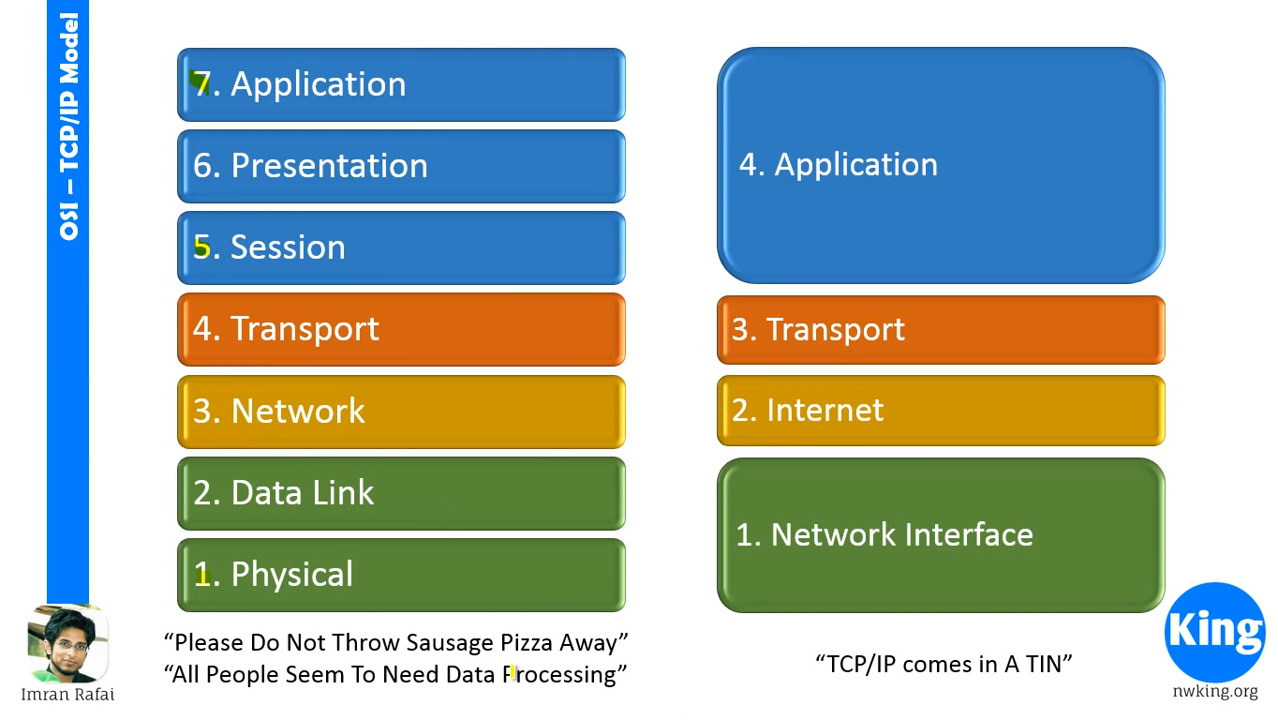 OSI – TCP/IP Model
7. Application
6. Presentation
5. Session
4. Transport
3. Network
2. Data Link
1. Physical
“Please Do Not Throw Sausage Pizza Away”
“All People Seem To Need Data Processing”
4. Application
3. Transport
2. Internet
1. Network Interface
“TCP/IP comes in A TIN”
Imran Rafai
King
nwking.org